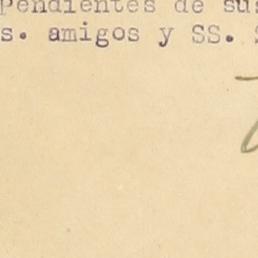 pendientes de sus
s. amigos y SS.